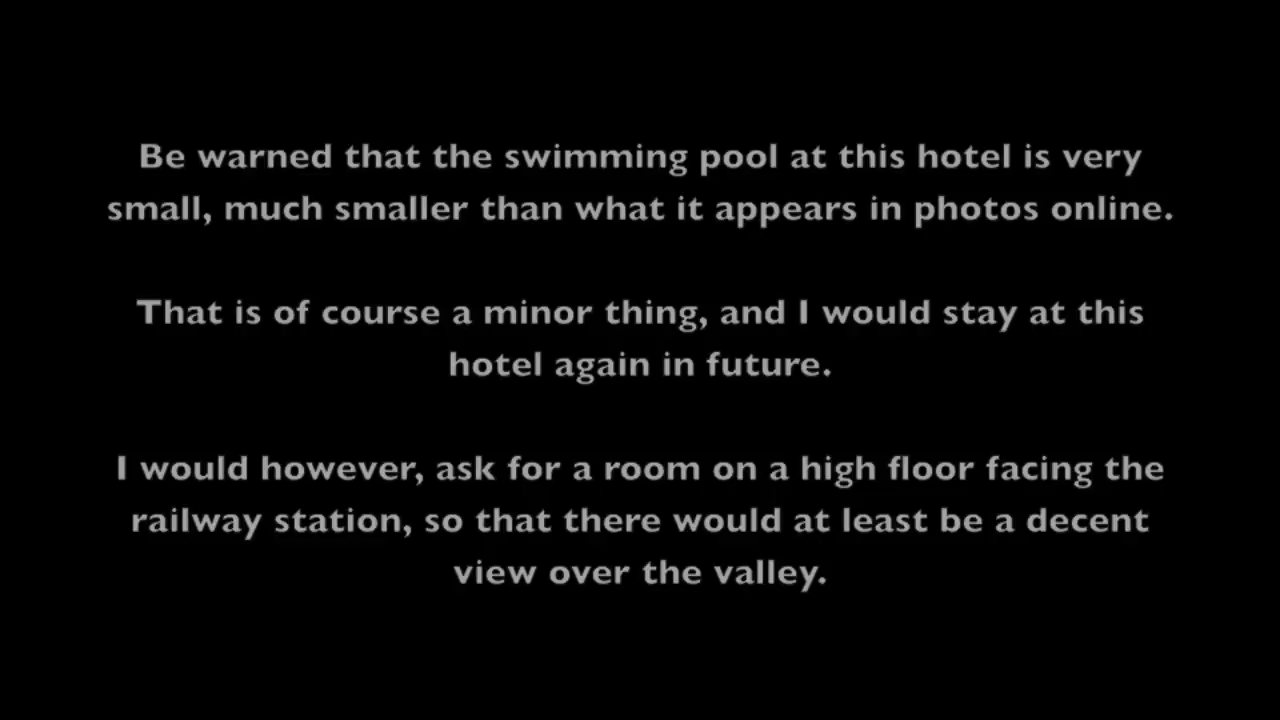 Be warned that the swimming pool at this hotel is very
small, much smaller than what it appears in photos online.
That is of course a minor thing, and I would stay at this
hotel again in future.
I would however, ask for a room on a high floor facing the
railway station, so that there would at least be a decent
view over the valley.